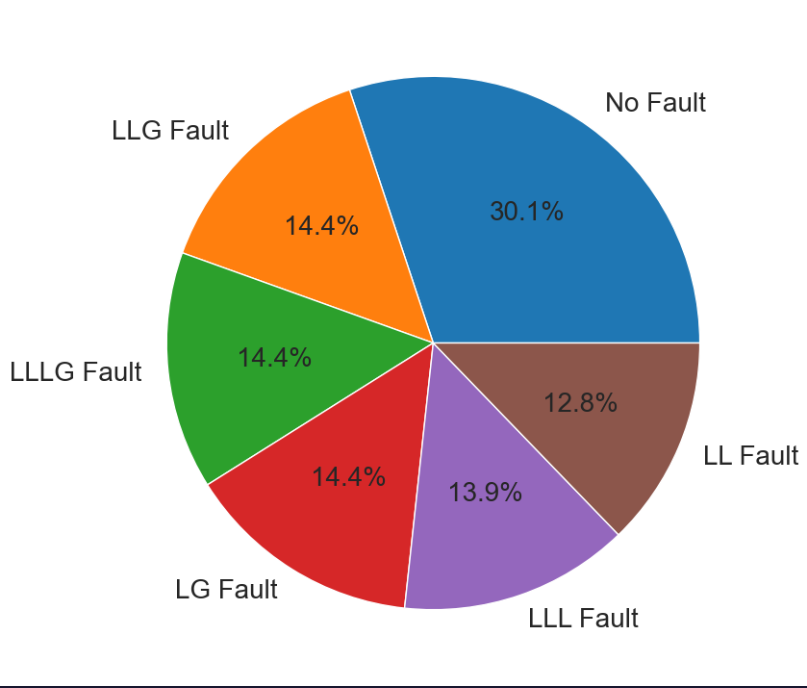 No Fault
30.1%
LLG Fault
14.4%
LLLG Fault
14.4%
LG Fault
14.4%
LLL Fault
13.9%
LL Fault
12.8%